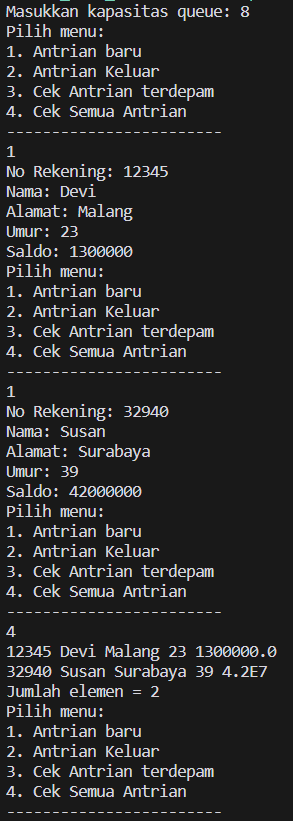 Masukkan kapasitas queue: 8
Pilih menu:
1. Antrian baru
2. Antrian Keluar
3. Cek Antrian terdepam
4. Cek Semua Antrian
------------------------
1
No Rekening: 12345
Nama: Devi
Alamat: Malang
Umur: 23
Saldo: 1300000
Pilih menu:
1. Antrian baru
2. Antrian Keluar
3. Cek Antrian terdepam
4. Cek Semua Antrian
------------------------
1
No Rekening: 32940
Nama: Susan
Alamat: Surabaya
Umur: 39
Saldo: 42000000
Pilih menu:
1. Antrian baru
2. Antrian Keluar
3. Cek Antrian terdepam
4. Cek Semua Antrian
------------------------
4
12345 Devi Malang 23 1300000.0
32940 Susan Surabaya 39 4.2E7
Jumlah elemen = 2
Pilih menu:
1. Antrian baru
2. Antrian Keluar
3. Cek Antrian terdepam
4. Cek Semua Antrian
------------------------